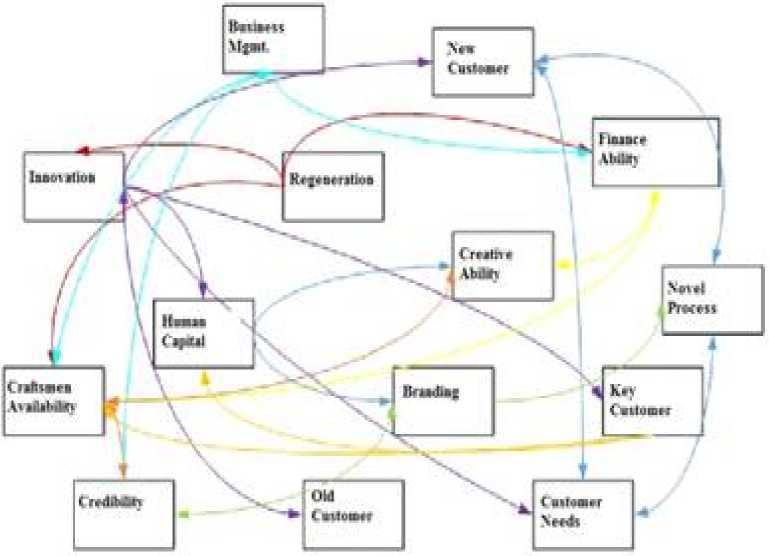 Business
Mgmt.
New
Customer
Finance
Ability
Innovation
Regeneration
Creative
Ability
Novel
Process
Human
Capital
Craftsmen
Availability
Branding
Key
Customer
Credibility
Old
Customer
Customer
Needs